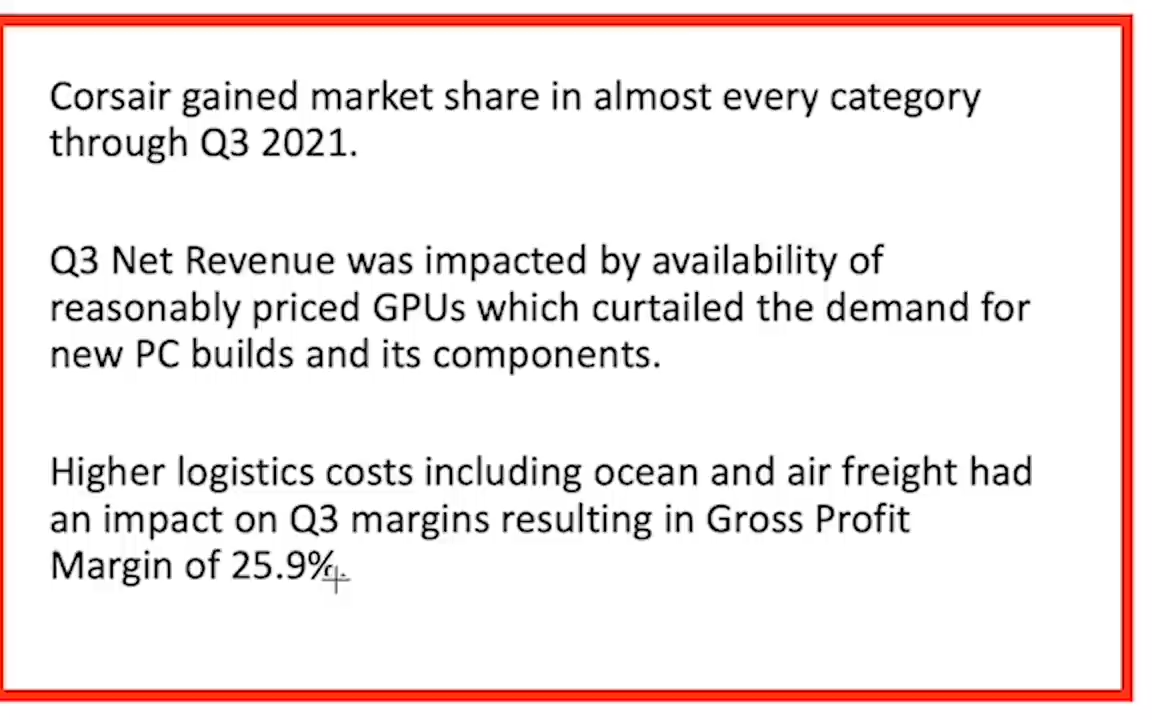 Corsair gained market share in almost every category
through Q3 2021.
Q3 Net Revenue was impacted by availability of
reasonably priced GPUs which curtailed the demand for
new PC builds and its components.
Higher logistics costs including ocean and air freight had
an impact on Q3 margins resulting in Gross Profit
Margin of 25.9%.